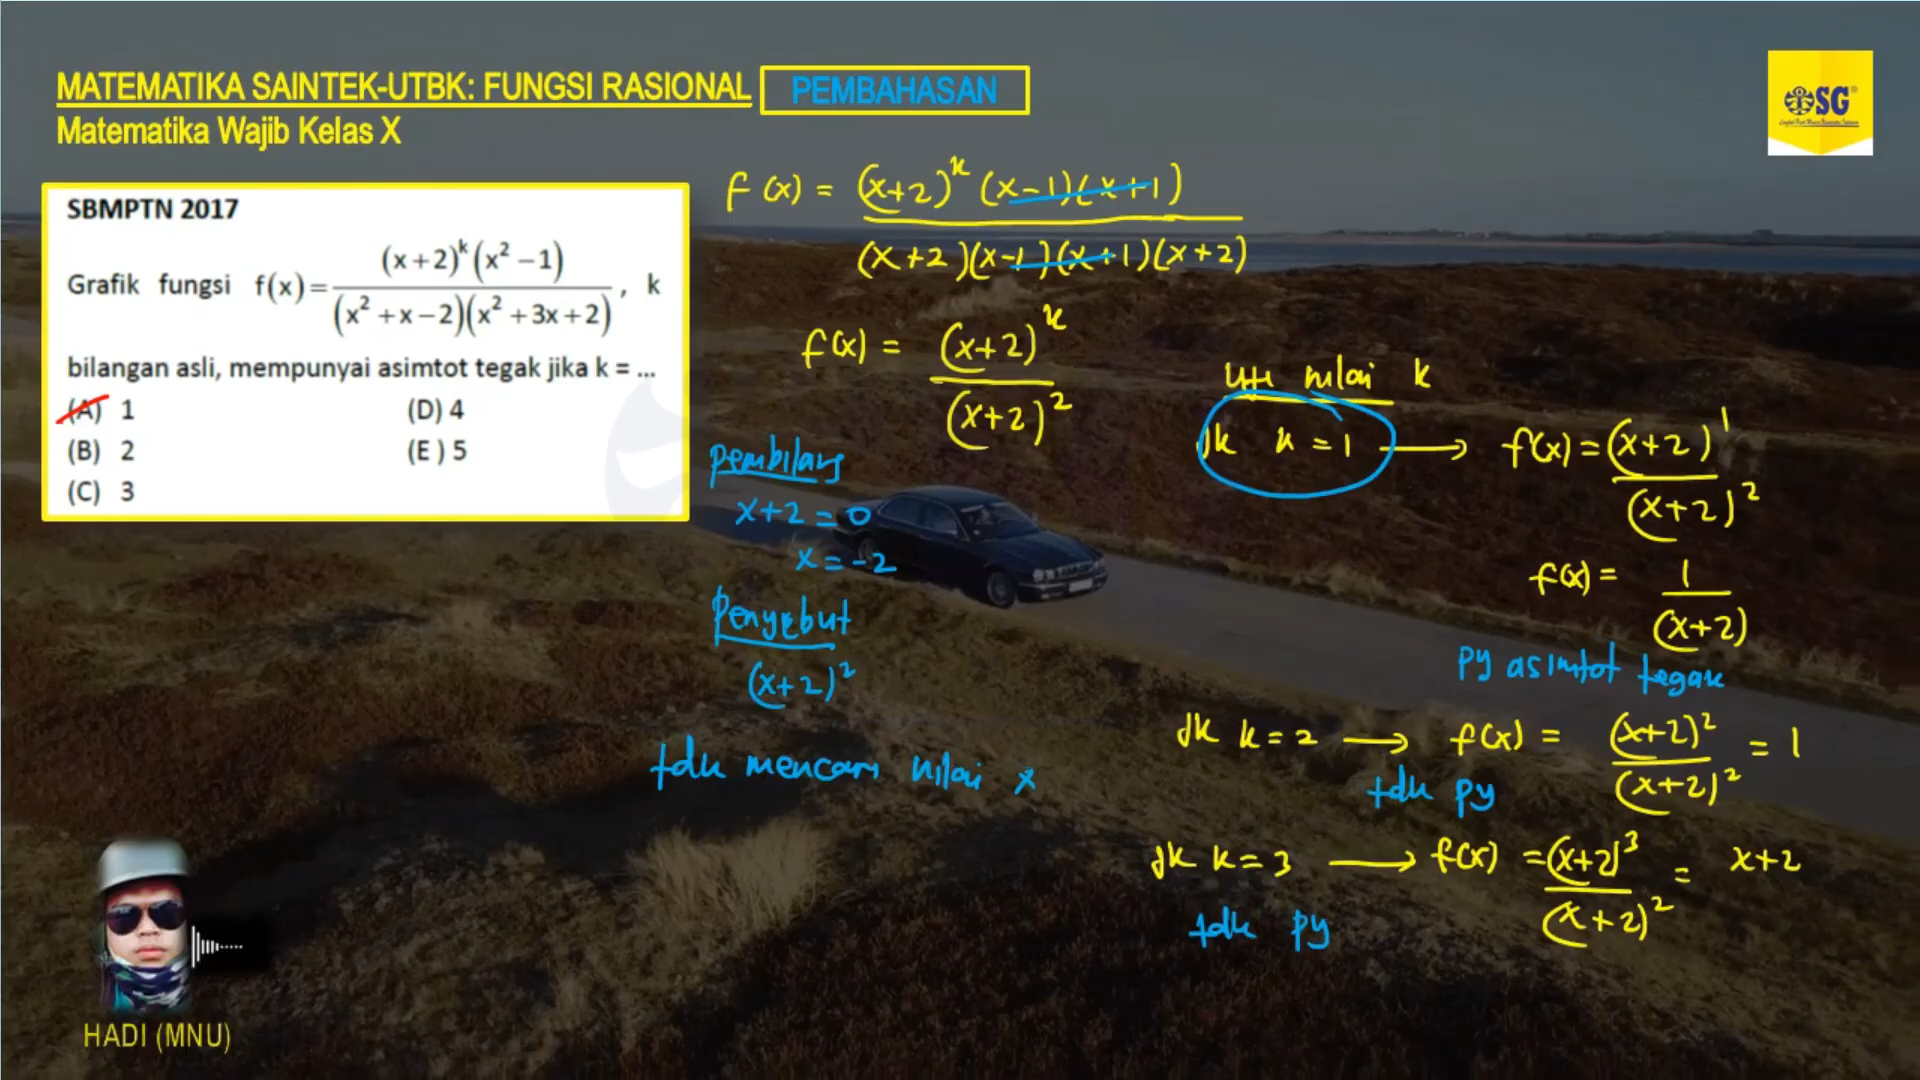 MATEMATIKA SAINTEK-UTBK: FUNGSI RASIONAL PEMBAHASAN
Matematika Wajib Kelas X
SG
SBMPTN 2017
Grafik fungsi f(x) = (x+2)^k (x² − 1) / (x² + x − 2)(x² + 3x + 2) , k
bilangan asli, mempunyai asimtot tegak jika k = ...
(A) 1
(B) 2
(C) 3
(D) 4
(E ) 5
f(x) = (x+2)^k (x-1)(x+1) / (x+2)(x-1)(x+1)(x+2)
f(x) = (x+2)^k / (x+2)²
pembilang
x+2 = 0
x = -2
penyebut
(x+2)²
tdk mencari nilai x
nilai k
Jk k = 1 → f(x) = (x+2)^1 / (x+2)²
f(x) = 1 / (x+2)
py asimtot tegak
Jk k = 2 → f(x) = (x+2)² / (x+2)² = 1
tdk py
Jk k = 3 → f(x) = (x+2)³ / (x+2)² = x+2
tdk py
HADI (MNU)